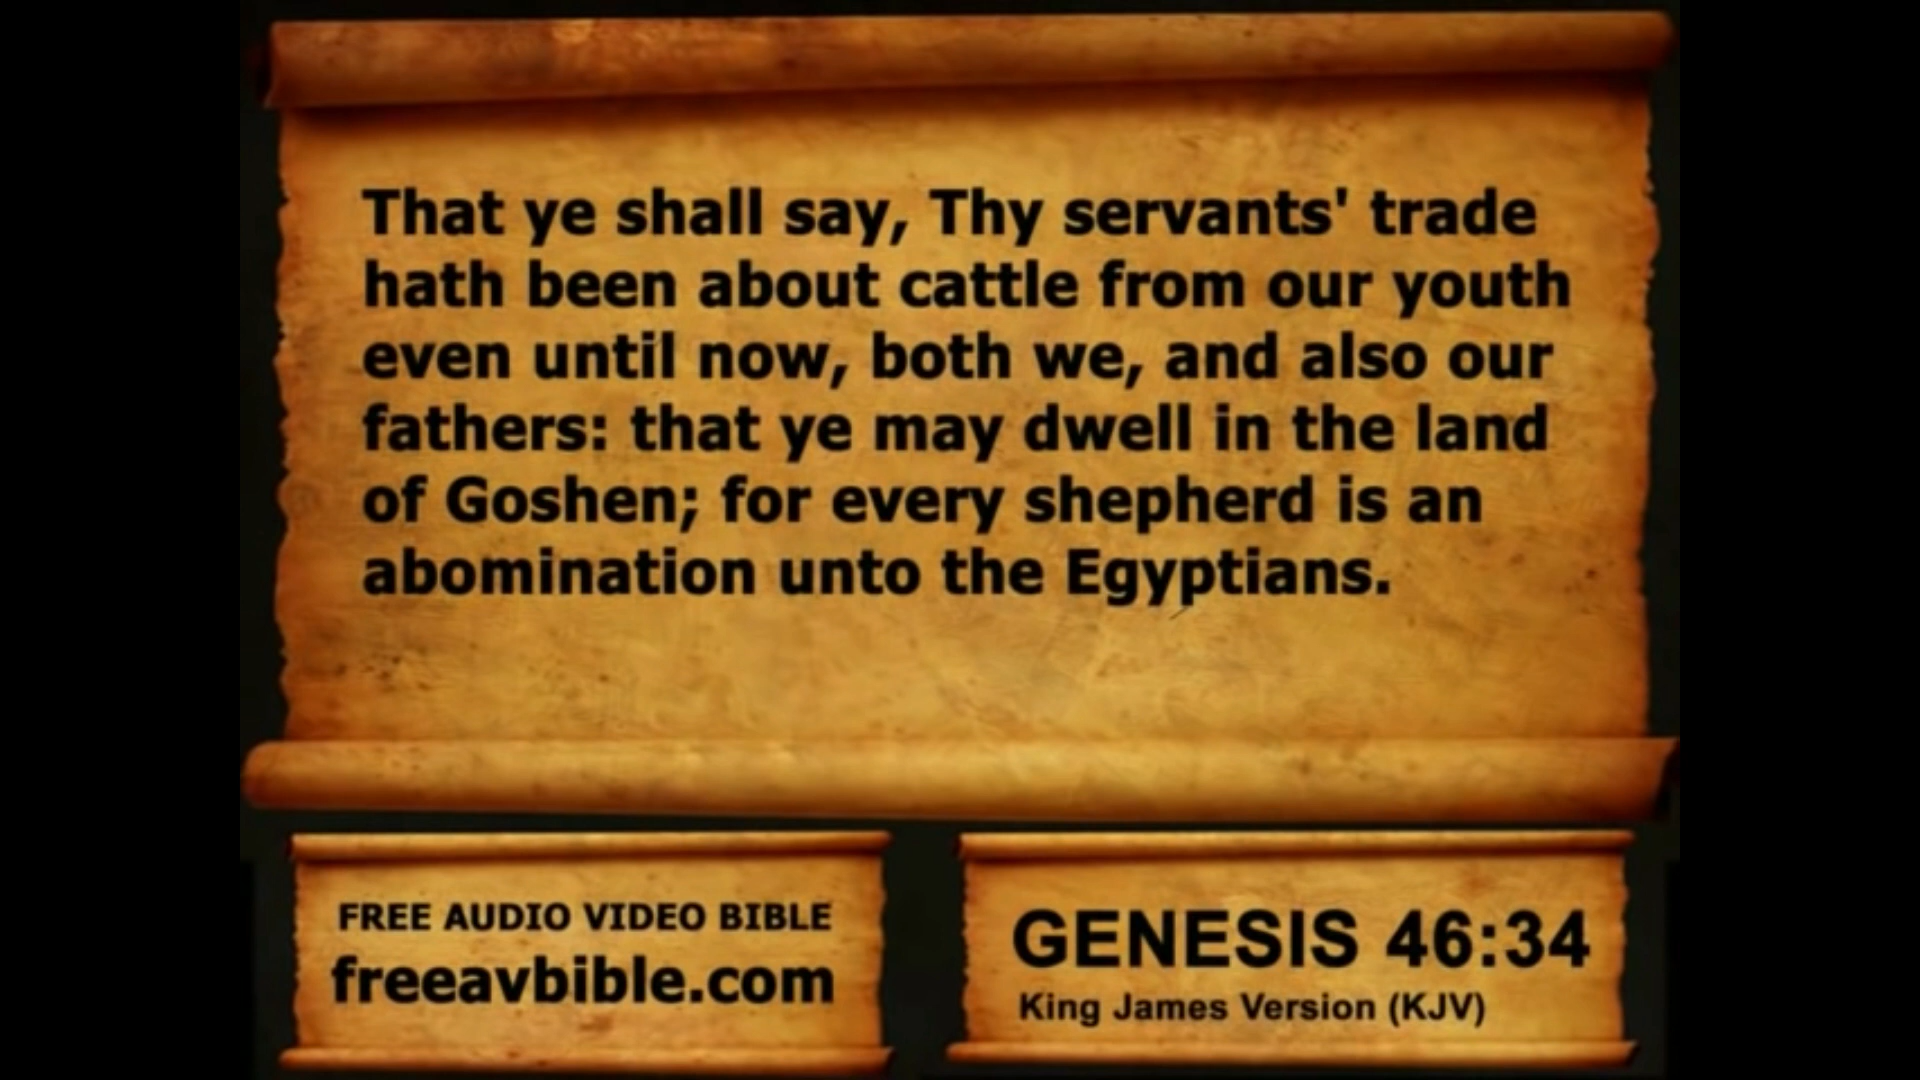 That ye shall say, Thy servants' trade
hath been about cattle from our youth
even until now, both we, and also our
fathers: that ye may dwell in the land
of Goshen; for every shepherd is an
abomination unto the Egyptians.
FREE AUDIO VIDEO BIBLE
freeavbible.com
GENESIS 46:34
King James Version (KJV)